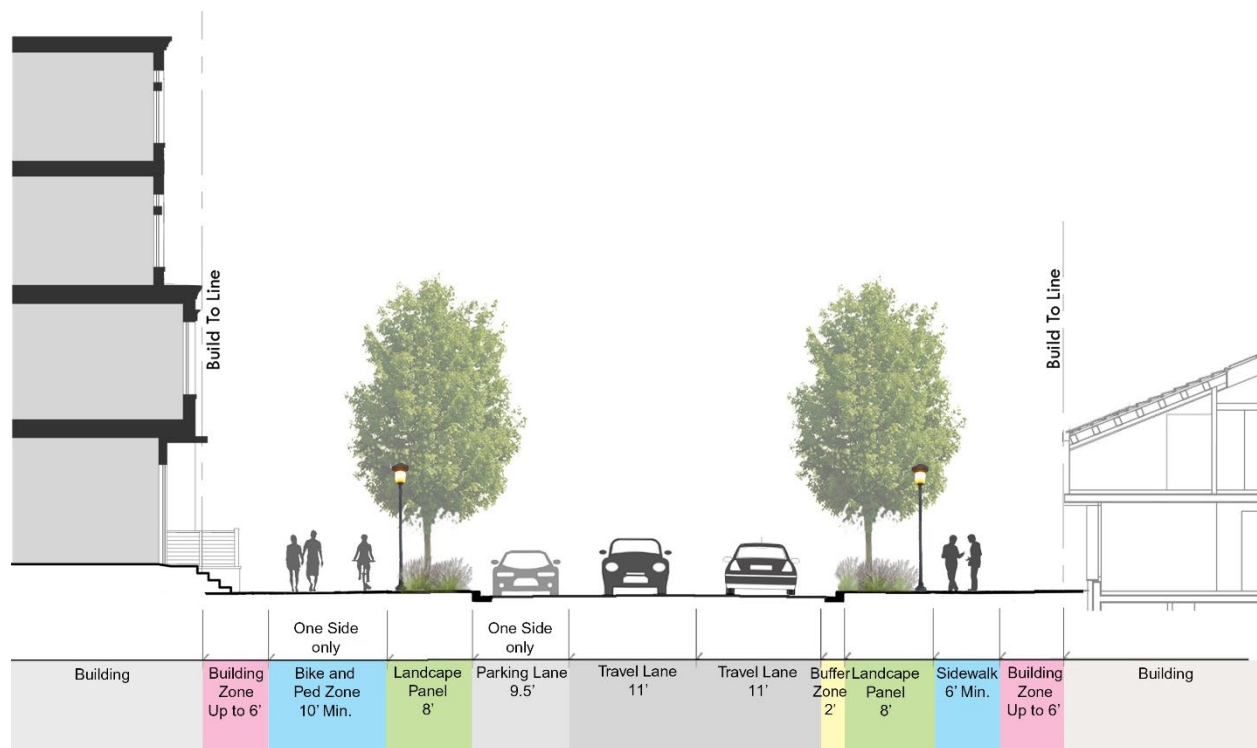 Build To Line
Build To Line
One Side
only
One Side
only
Building
Building
Zone
Up to 6’
Bike and
Ped Zone
10’ Min.
Landscape
Panel
8’
Parking Lane
9.5’
Travel Lane
11’
Travel Lane
11’
Buffer
Zone
2’
Landscape
Panel
8’
Sidewalk
6’ Min.
Building
Zone
Up to 6’
Building